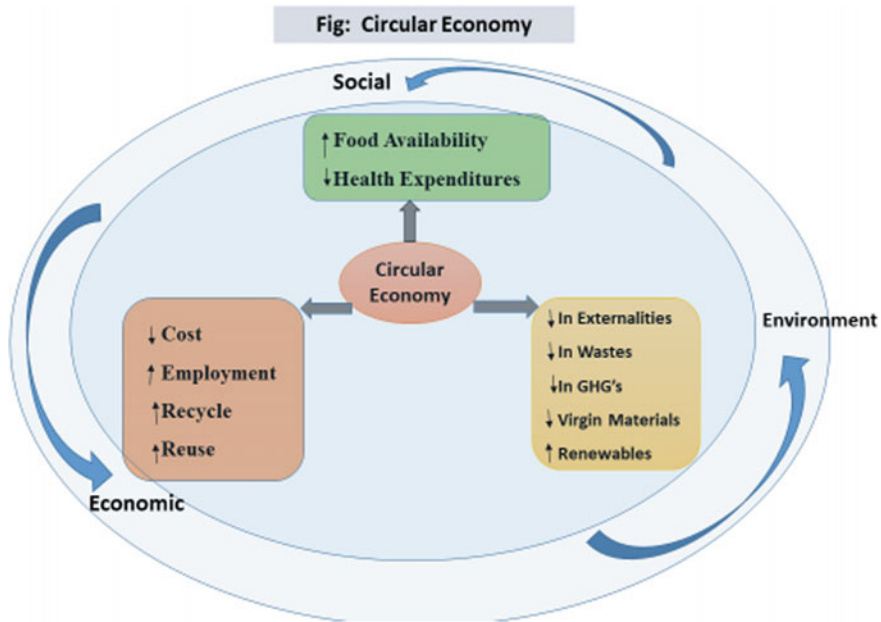 Fig: Circular Economy
Social
↑ Food Availability
↓ Health Expenditures
Circular
Economy
↓ Cost
↑ Employment
↑ Recycle
↑ Reuse
Economic
↓ In Externalities
↓ In Wastes
↓ In GHG's
↓ Virgin Materials
↑ Renewables
Environment